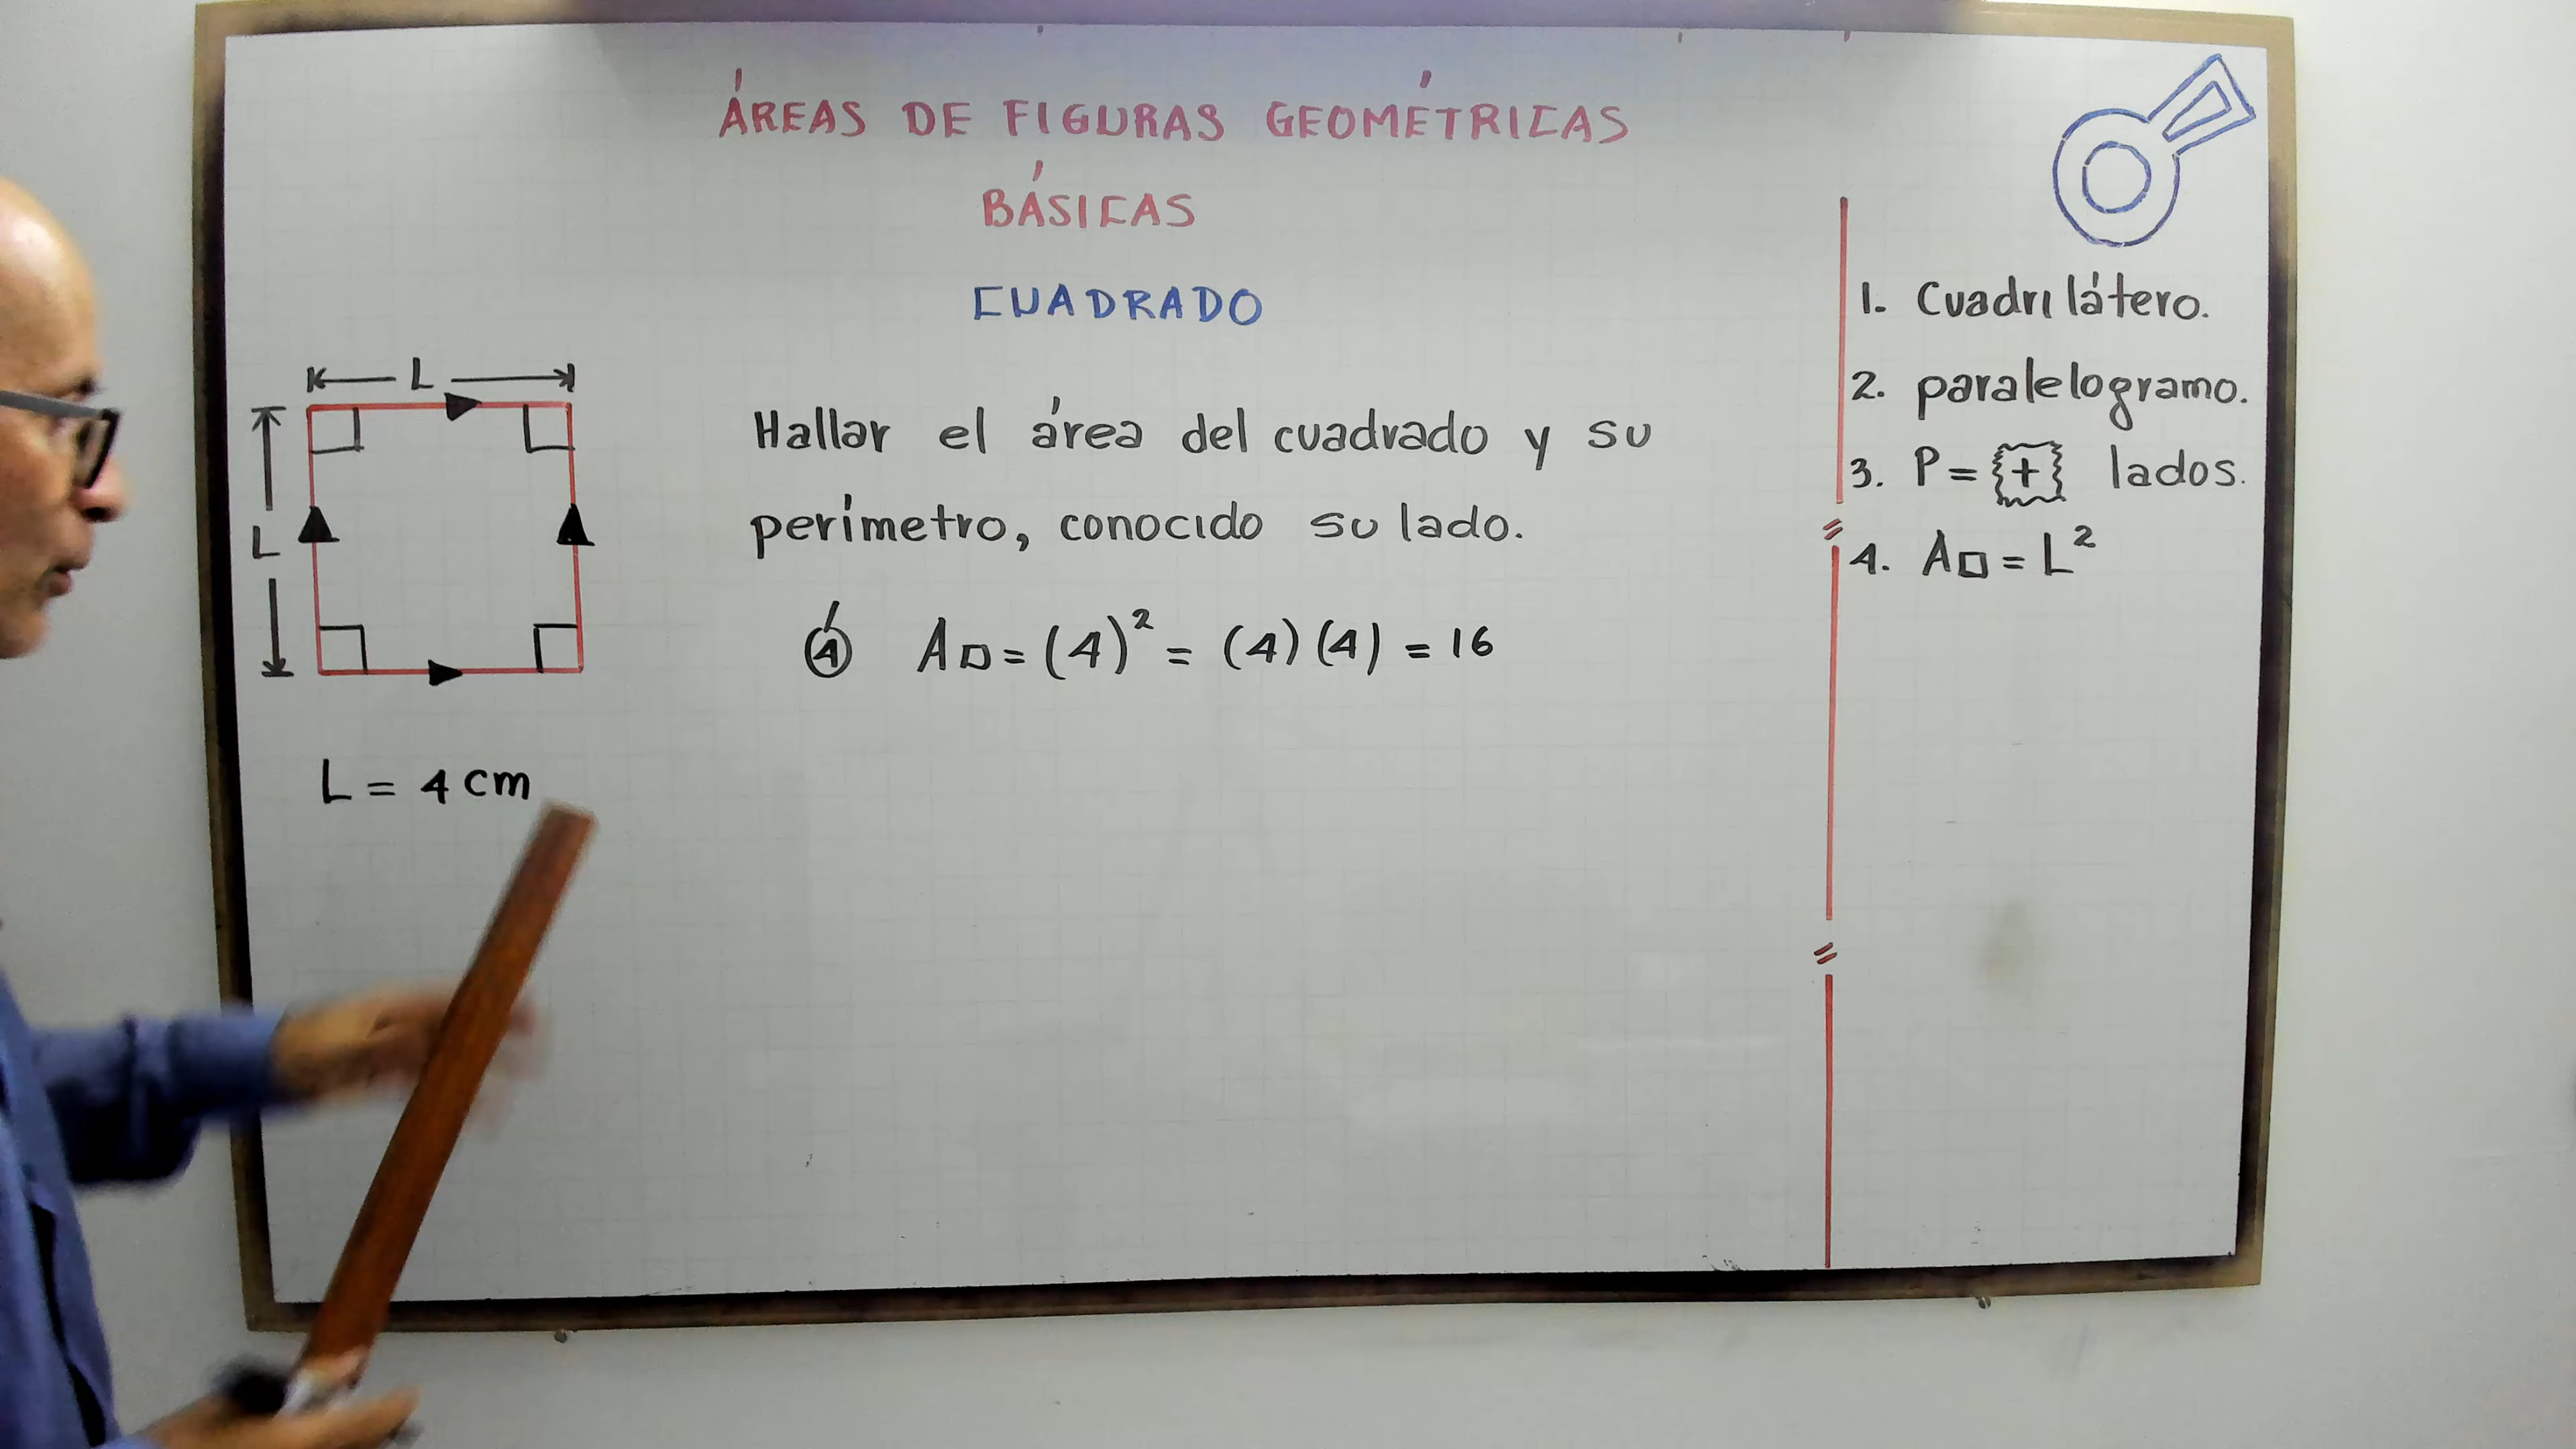 ÁREAS DE FIGURAS GEOMÉTRICAS
BÁSICAS
CUADRADO
L
L
L = 4 cm
Hallar el área del cuadrado y su
perímetro, conocido su lado.
④ A□ = (4)² = (4)(4) = 16
1. Cuadrilátero.
2. paralelogramo.
3. P = {+} lados.
4. A□ = L²